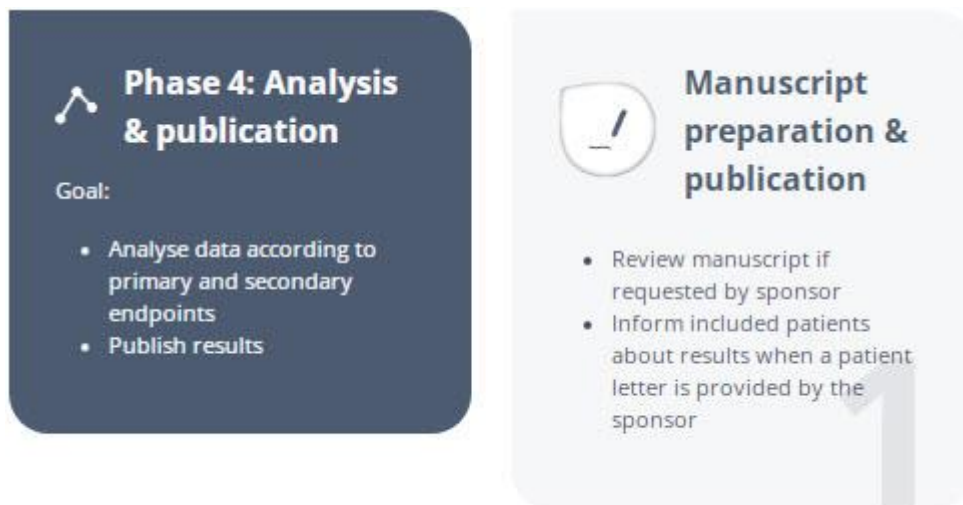 Phase 4: Analysis
& publication
Goal:
• Analyse data according to
primary and secondary
endpoints
• Publish results
Manuscript
preparation &
publication
• Review manuscript if
requested by sponsor
• Inform included patients
about results when a patient
letter is provided by the
sponsor
1